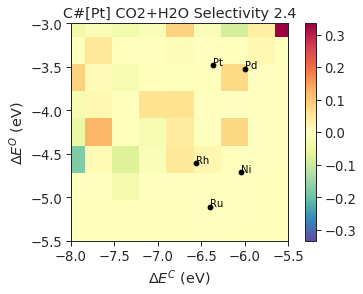 C#[Pt] CO2+H2O Selectivity 2.4
−3.0
−3.5
−4.0
−4.5
−5.0
−5.5
ΔE^O (eV)
Pt
Pd
Rh
Ni
Ru
−8.0 −7.5 −7.0 −6.5 −6.0 −5.5
ΔE^C (eV)
0.3
0.2
0.1
0.0
−0.1
−0.2
−0.3